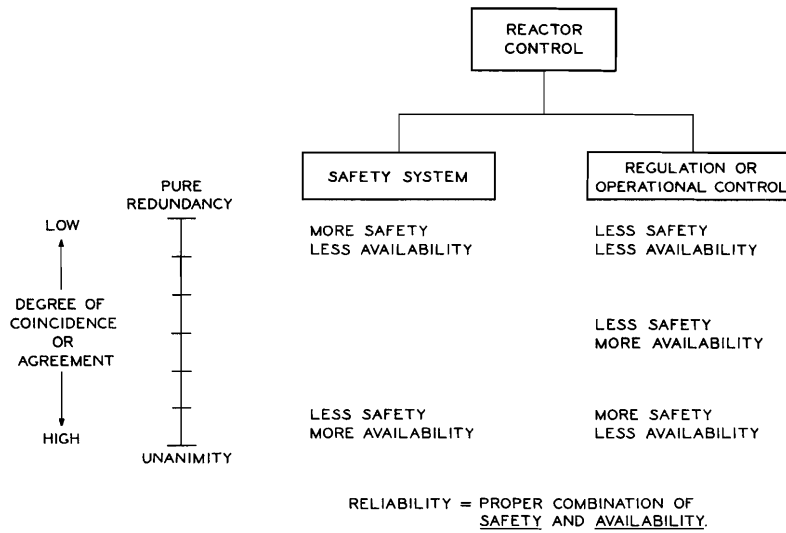 REACTOR
CONTROL
SAFETY SYSTEM
REGULATION OR
OPERATIONAL CONTROL
PURE
REDUNDANCY
LOW
DEGREE OF
COINCIDENCE
OR
AGREEMENT
HIGH
UNANIMITY
MORE SAFETY
LESS AVAILABILITY
LESS SAFETY
LESS AVAILABILITY
LESS SAFETY
MORE AVAILABILITY
LESS SAFETY
MORE AVAILABILITY
MORE SAFETY
LESS AVAILABILITY
RELIABILITY = PROPER COMBINATION OF
SAFETY AND AVAILABILITY.